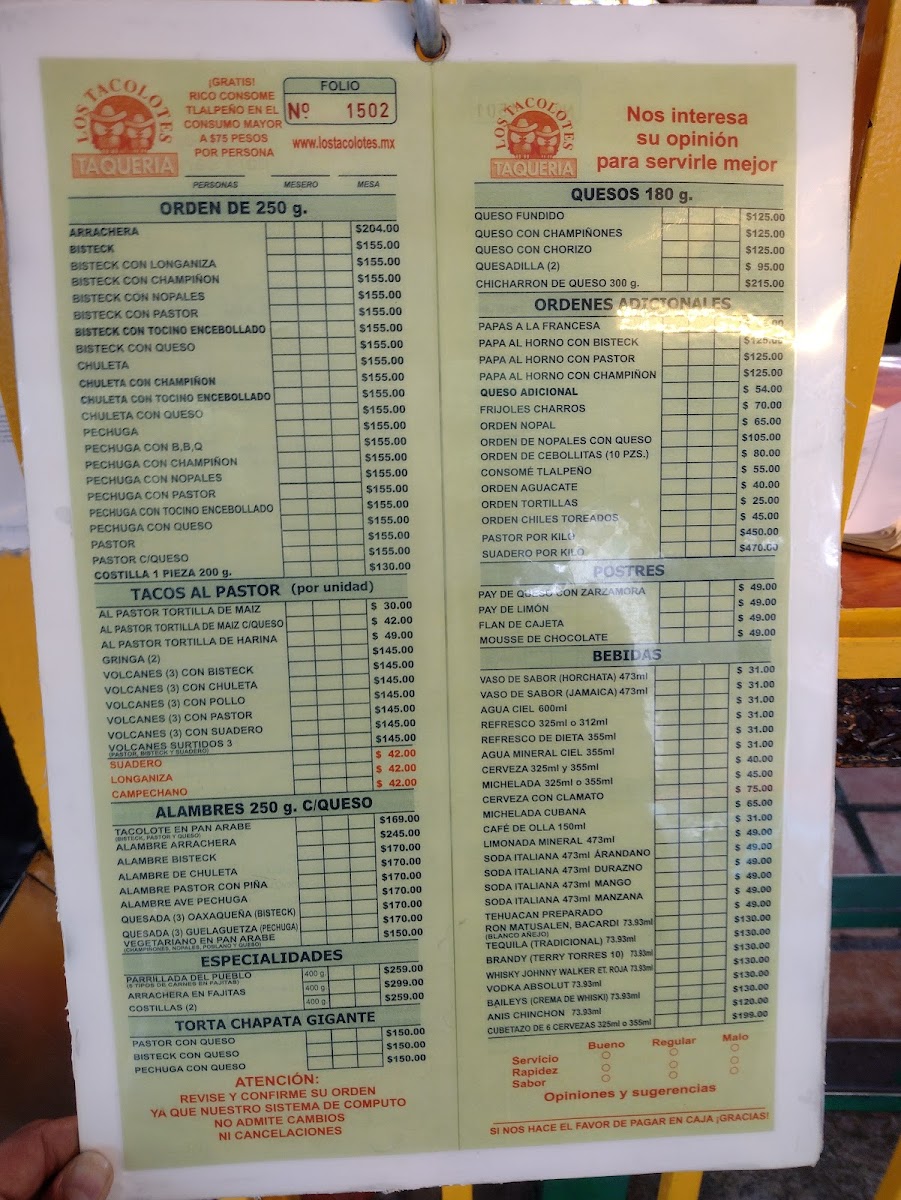 LOS TACOLOTES
TAQUERIA
¡GRATIS!
RICO CONSOME
TLALPEÑO EN EL
CONSUMO MAYOR
A $75 PESOS
POR PERSONA
FOLIO
Nº 1502
www.lostacolotes.mx
PERSONAS MESERO MESA
ORDEN DE 250 g.
ARRACHERA $204.00
BISTECK $155.00
BISTECK CON LONGANIZA $155.00
BISTECK CON CHAMPIÑON $155.00
BISTECK CON NOPALES $155.00
BISTECK CON PASTOR $155.00
BISTECK CON TOCINO ENCEBOLLADO $155.00
BISTECK CON QUESO $155.00
CHULETA $155.00
CHULETA CON CHAMPIÑON $155.00
CHULETA CON TOCINO ENCEBOLLADO $155.00
CHULETA CON QUESO $155.00
PECHUGA $155.00
PECHUGA CON B,B,Q $155.00
PECHUGA CON CHAMPIÑON $155.00
PECHUGA CON NOPALES $155.00
PECHUGA CON PASTOR $155.00
PECHUGA CON TOCINO ENCEBOLLADO $155.00
PECHUGA CON QUESO $155.00
PASTOR $155.00
PASTOR C/QUESO $155.00
COSTILLA 1 PIEZA 200 g. $130.00
TACOS AL PASTOR (por unidad)
AL PASTOR TORTILLA DE MAIZ $ 30.00
AL PASTOR TORTILLA DE MAIZ C/QUESO $ 42.00
AL PASTOR TORTILLA DE HARINA $ 49.00
GRINGA (2) $145.00
VOLCANES (3) CON BISTECK $145.00
VOLCANES (3) CON CHULETA $145.00
VOLCANES (3) CON POLLO $145.00
VOLCANES (3) CON PASTOR $145.00
VOLCANES (3) CON SUADERO $145.00
VOLCANES SURTIDOS 3 $145.00
(PASTOR, BISTECK Y SUADERO)
SUADERO $ 42.00
LONGANIZA $ 42.00
CAMPECHANO $ 42.00
ALAMBRES 250 g. C/QUESO
TACOLOTE EN PAN ARABE $169.00
(BISTECK, PASTOR Y QUESO)
ALAMBRE ARRACHERA $245.00
ALAMBRE BISTECK $170.00
ALAMBRE DE CHULETA $170.00
ALAMBRE PASTOR CON PIÑA $170.00
ALAMBRE AVE PECHUGA $170.00
QUESADA (3) OAXAQUEÑA (BISTECK) $170.00
QUESADA (3) GUELAGUETZA (PECHUGA) $170.00
VEGETARIANO EN PAN ARABE $150.00
(CHAMPIÑONES, NOPALES, POBLANO Y QUESO)
ESPECIALIDADES
PARRILLADA DEL PUEBLO 400 g $259.00
(5 TIPOS DE CARNES EN FAJITAS)
ARRACHERA EN FAJITAS 400 g $299.00
COSTILLAS (2) 400 g $259.00
TORTA CHAPATA GIGANTE
PASTOR CON QUESO $150.00
BISTECK CON QUESO $150.00
PECHUGA CON QUESO $150.00
ATENCIÓN:
REVISE Y CONFIRME SU ORDEN
YA QUE NUESTRO SISTEMA DE COMPUTO
NO ADMITE CAMBIOS
NI CANCELACIONES
LOS TACOLOTES
TAQUERIA
Nos interesa
su opinión
para servirle mejor
QUESOS 180 g.
QUESO FUNDIDO $125.00
QUESO CON CHAMPIÑONES $125.00
QUESO CON CHORIZO $125.00
QUESADILLA (2) $ 95.00
CHICHARRON DE QUESO 300 g. $215.00
ORDENES ADICIONALES
PAPAS A LA FRANCESA
PAPA AL HORNO CON BISTECK $125.00
PAPA AL HORNO CON PASTOR $125.00
PAPA AL HORNO CON CHAMPIÑON $125.00
QUESO ADICIONAL $ 54.00
FRIJOLES CHARROS $ 70.00
ORDEN NOPAL $ 65.00
ORDEN DE NOPALES CON QUESO $105.00
ORDEN DE CEBOLLITAS (10 PZS.) $ 80.00
CONSOMÉ TLALPEÑO $ 55.00
ORDEN AGUACATE $ 40.00
ORDEN TORTILLAS $ 25.00
ORDEN CHILES TOREADOS $ 45.00
PASTOR POR KILO $450.00
SUADERO POR KILO $470.00
POSTRES
PAY DE QUESO CON ZARZAMORA $ 49.00
PAY DE LIMÓN $ 49.00
FLAN DE CAJETA $ 49.00
MOUSSE DE CHOCOLATE $ 49.00
BEBIDAS
VASO DE SABOR (HORCHATA) 473ml $ 31.00
VASO DE SABOR (JAMAICA) 473ml $ 31.00
AGUA CIEL 600ml $ 31.00
REFRESCO 325ml o 312ml $ 31.00
REFRESCO DE DIETA 355ml $ 31.00
AGUA MINERAL CIEL 355ml $ 31.00
CERVEZA 325ml y 355ml $ 40.00
MICHELADA 325ml o 355ml $ 45.00
CERVEZA CON CLAMATO $ 75.00
MICHELADA CUBANA $ 65.00
CAFÉ DE OLLA 150ml $ 31.00
LIMONADA MINERAL 473ml $ 49.00
SODA ITALIANA 473ml ÁRANDANO $ 49.00
SODA ITALIANA 473ml DURAZNO $ 49.00
SODA ITALIANA 473ml MANGO $ 49.00
SODA ITALIANA 473ml MANZANA $ 49.00
TEHUACAN PREPARADO $ 49.00
RON MATUSALEN, BACARDI 73.93ml $130.00
(BLANCO AÑEJO)
TEQUILA (TRADICIONAL) 73.93ml $130.00
BRANDY (TERRY TORRES 10) 73.93ml $130.00
WHISKY JOHNNY WALKER ET. ROJA 73.93ml $130.00
VODKA ABSOLUT 73.93ml $130.00
BAILEYS (CREMA DE WHISKI) 73.93ml $130.00
ANIS CHINCHON 73.93ml $120.00
CUBETAZO DE 6 CERVEZAS 325ml o 355ml $199.00
Bueno Regular Malo
Servicio
Rapidez
Sabor
Opiniones y sugerencias
SI NOS HACE EL FAVOR DE PAGAR EN CAJA ¡GRACIAS!